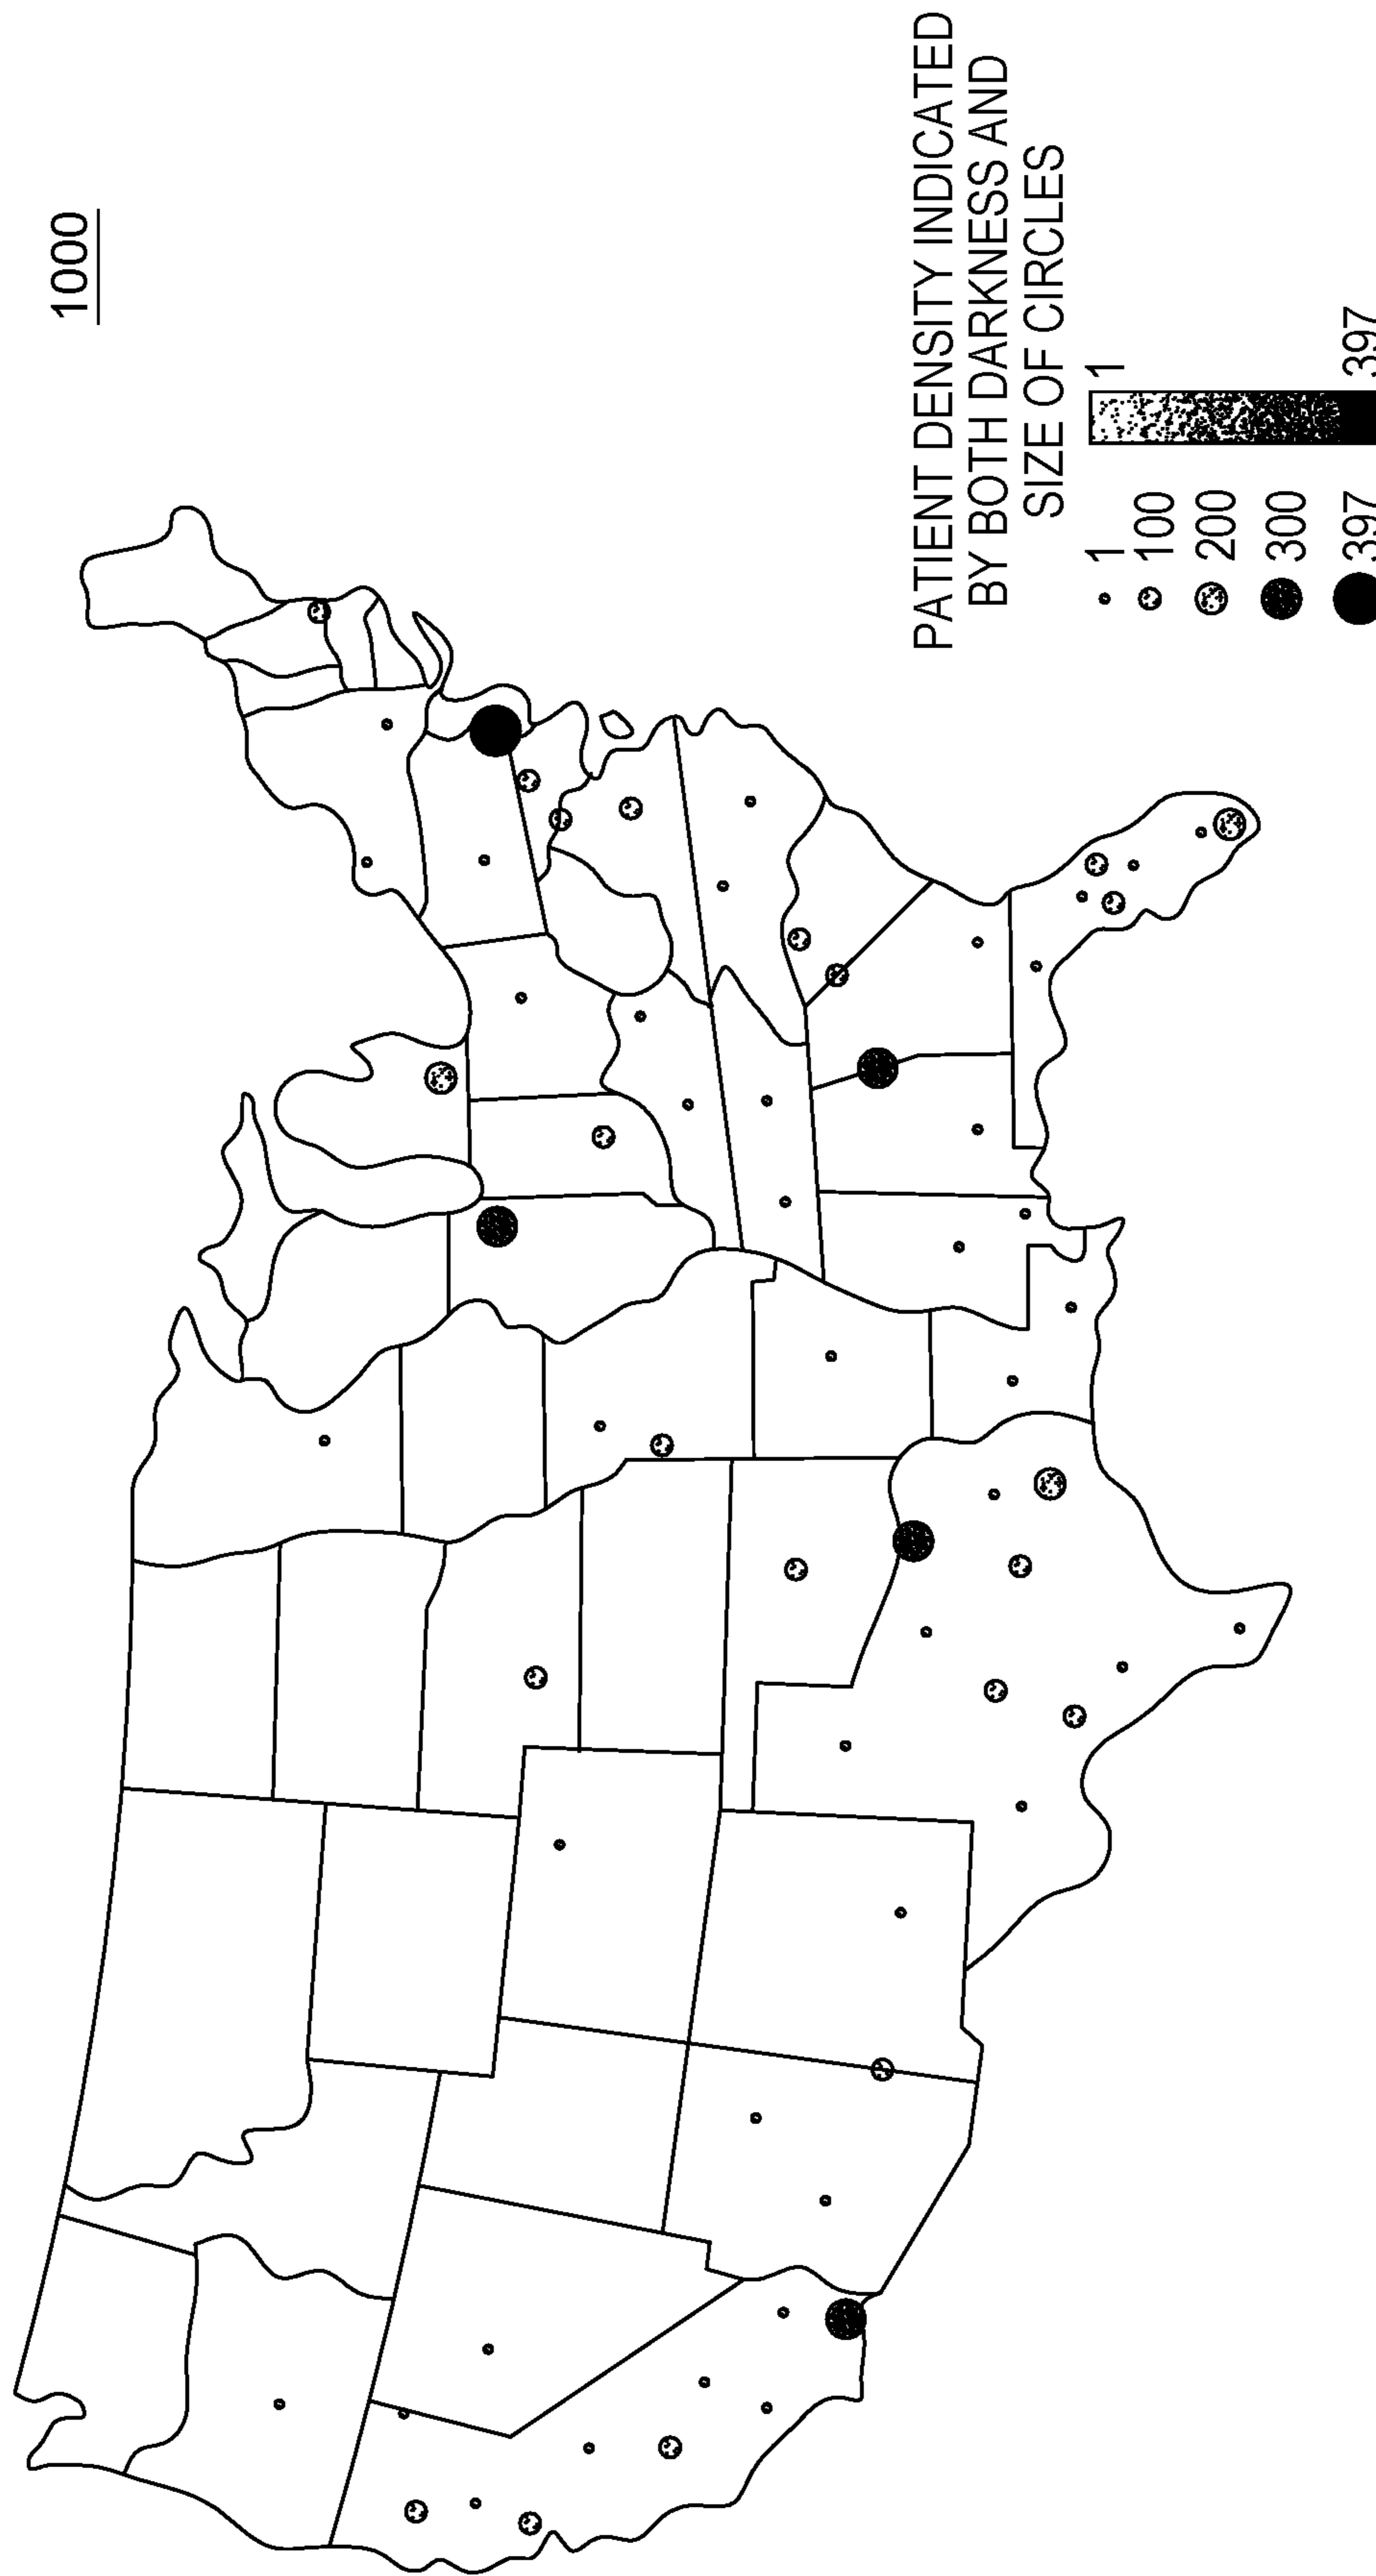 1000
PATIENT DENSITY INDICATED
BY BOTH DARKNESS AND
SIZE OF CIRCLES
1
100
200
300
397
1
397